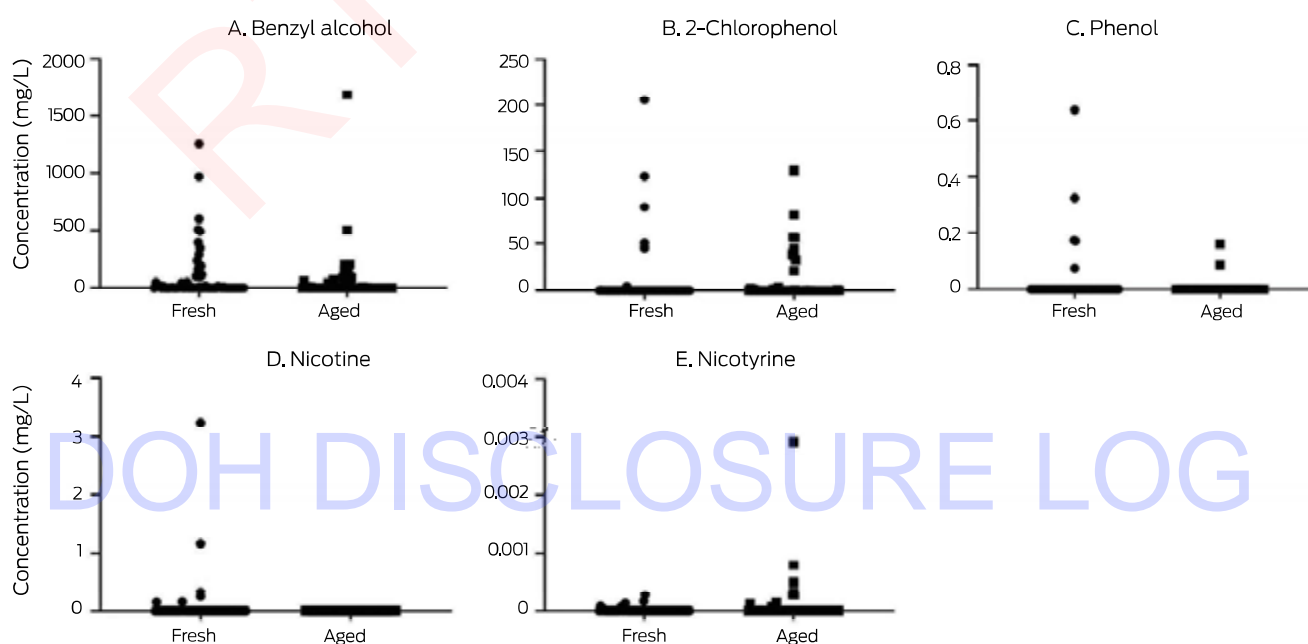 A. Benzyl alcohol
Concentration (mg/L)
2000
1500
1000
500
0
Fresh Aged
B. 2-Chlorophenol
250
200
150
100
50
0
Fresh Aged
C. Phenol
0.8
0.6
0.4
0.2
0
Fresh Aged
D. Nicotine
Concentration (mg/L)
4
3
2
1
0
Fresh Aged
E. Nicotyrine
0.004
0.003
0.002
0.001
0
Fresh Aged
DOH DISCLOSURE LOG